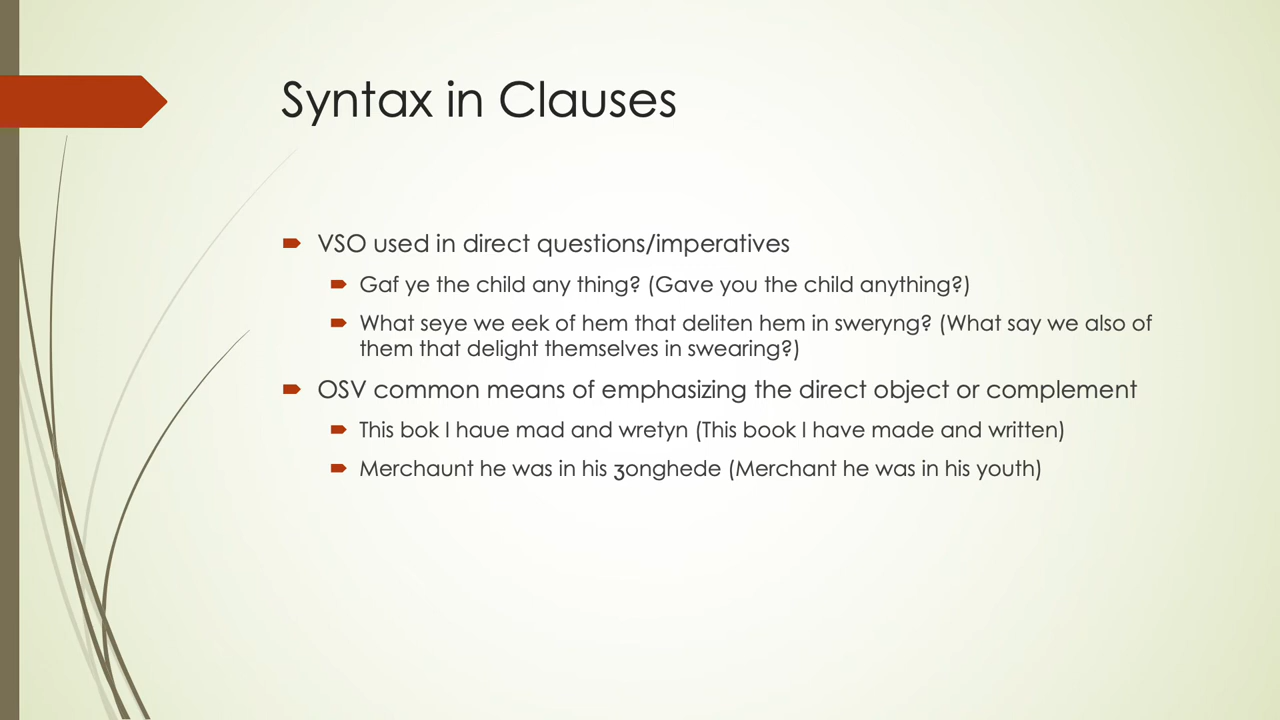 Syntax in Clauses
VSO used in direct questions/imperatives
Gaf ye the child any thing? (Gave you the child anything?)
What seye we eek of hem that deliten hem in sweryng? (What say we also of
them that delight themselves in swearing?)
OSV common means of emphasizing the direct object or complement
This bok I haue mad and wretyn (This book I have made and written)
Merchaunt he was in his ʒonghede (Merchant he was in his youth)